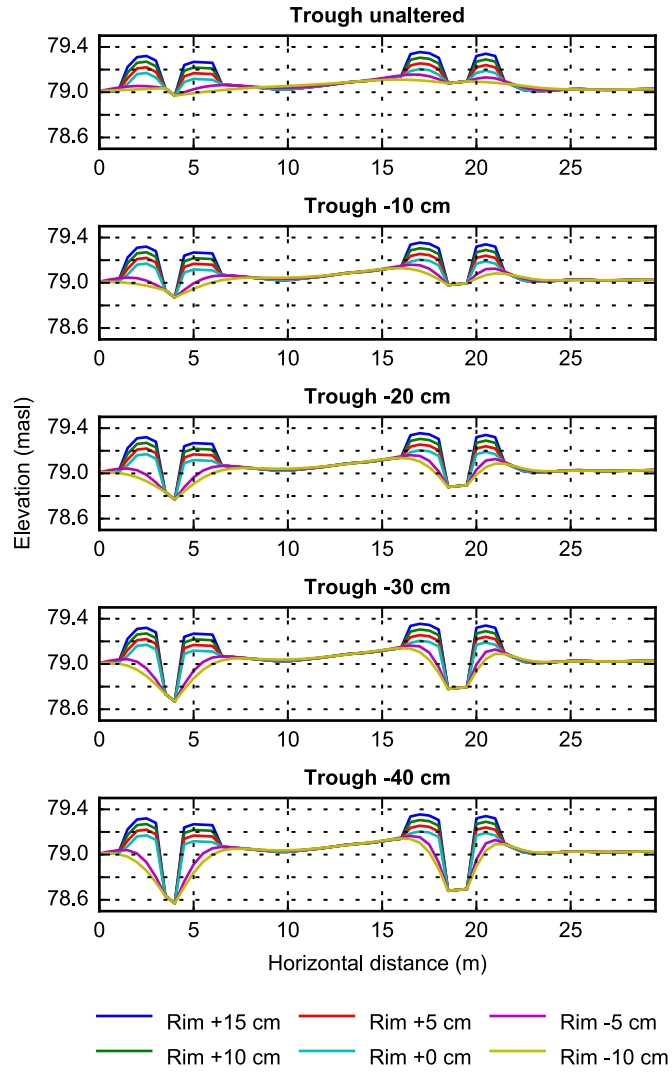 Trough unaltered
79.4
79.0
78.6
0 5 10 15 20 25
Trough -10 cm
79.4
79.0
78.6
0 5 10 15 20 25
Trough -20 cm
79.4
79.0
78.6
0 5 10 15 20 25
Elevation (masl)
Trough -30 cm
79.4
79.0
78.6
0 5 10 15 20 25
Trough -40 cm
79.4
79.0
78.6
0 5 10 15 20 25
Horizontal distance (m)
Rim +15 cm Rim +5 cm Rim -5 cm
Rim +10 cm Rim +0 cm Rim -10 cm